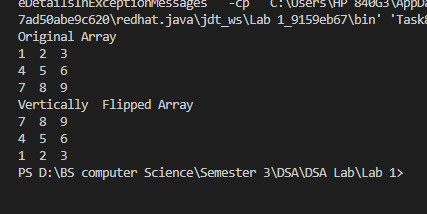 eDetailsInExceptionMessages' '-cp' 'C:\Users\HP 840G3\AppDa
7ad50abe9c620\redhat.java\jdt_ws\Lab 1_9159eb67\bin' 'Task
Original Array
1 2 3
4 5 6
7 8 9
Vertically  Flipped Array
7 8 9
4 5 6
1 2 3
PS D:\BS computer Science\Semester 3\DSA\DSA Lab\Lab 1>